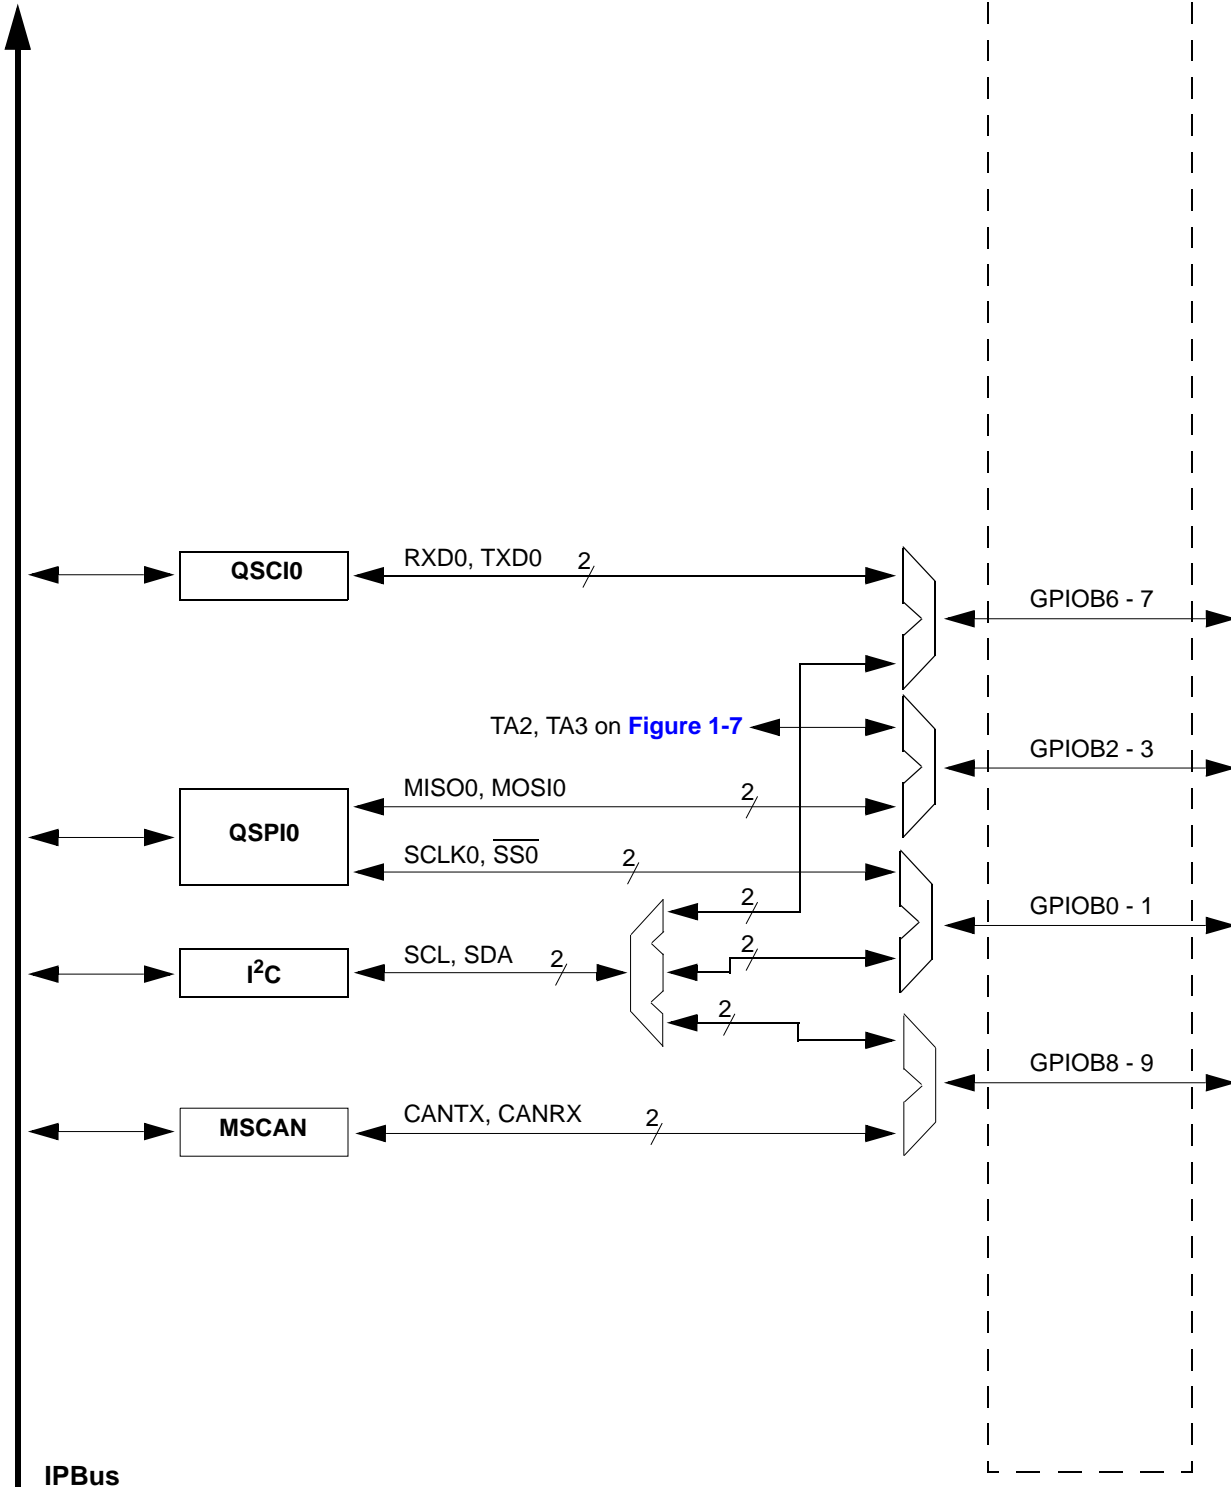 QSCI0
RXD0, TXD0
2
GPIOB6 - 7
TA2, TA3 on Figure 1-7
GPIOB2 - 3
MISO0, MOSI0
2
QSPI0
SCLK0, S̅S̅0̅
2
2
GPIOB0 - 1
I²C
SCL, SDA
2
2
2
GPIOB8 - 9
MSCAN
CANTX, CANRX
2
IPBus